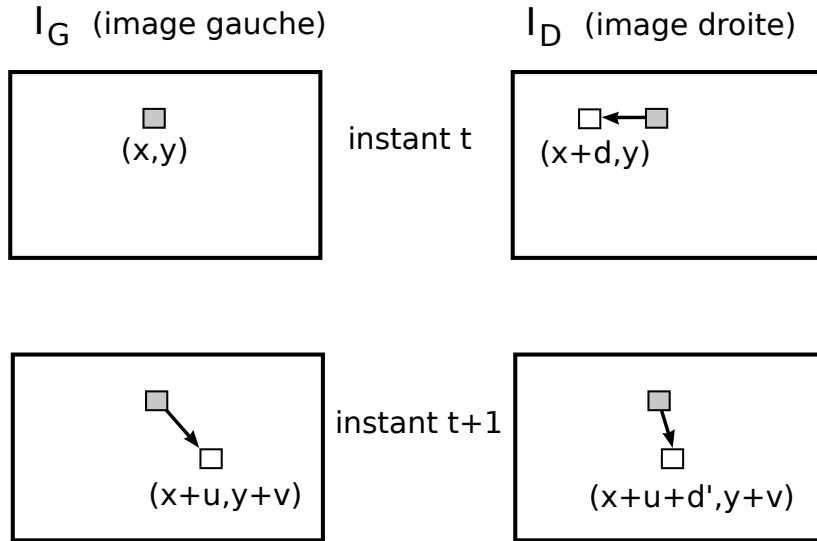 I_G (image gauche)
I_D (image droite)
(x,y)
instant t
(x+d,y)
instant t+1
(x+u,y+v)
(x+u+d',y+v)